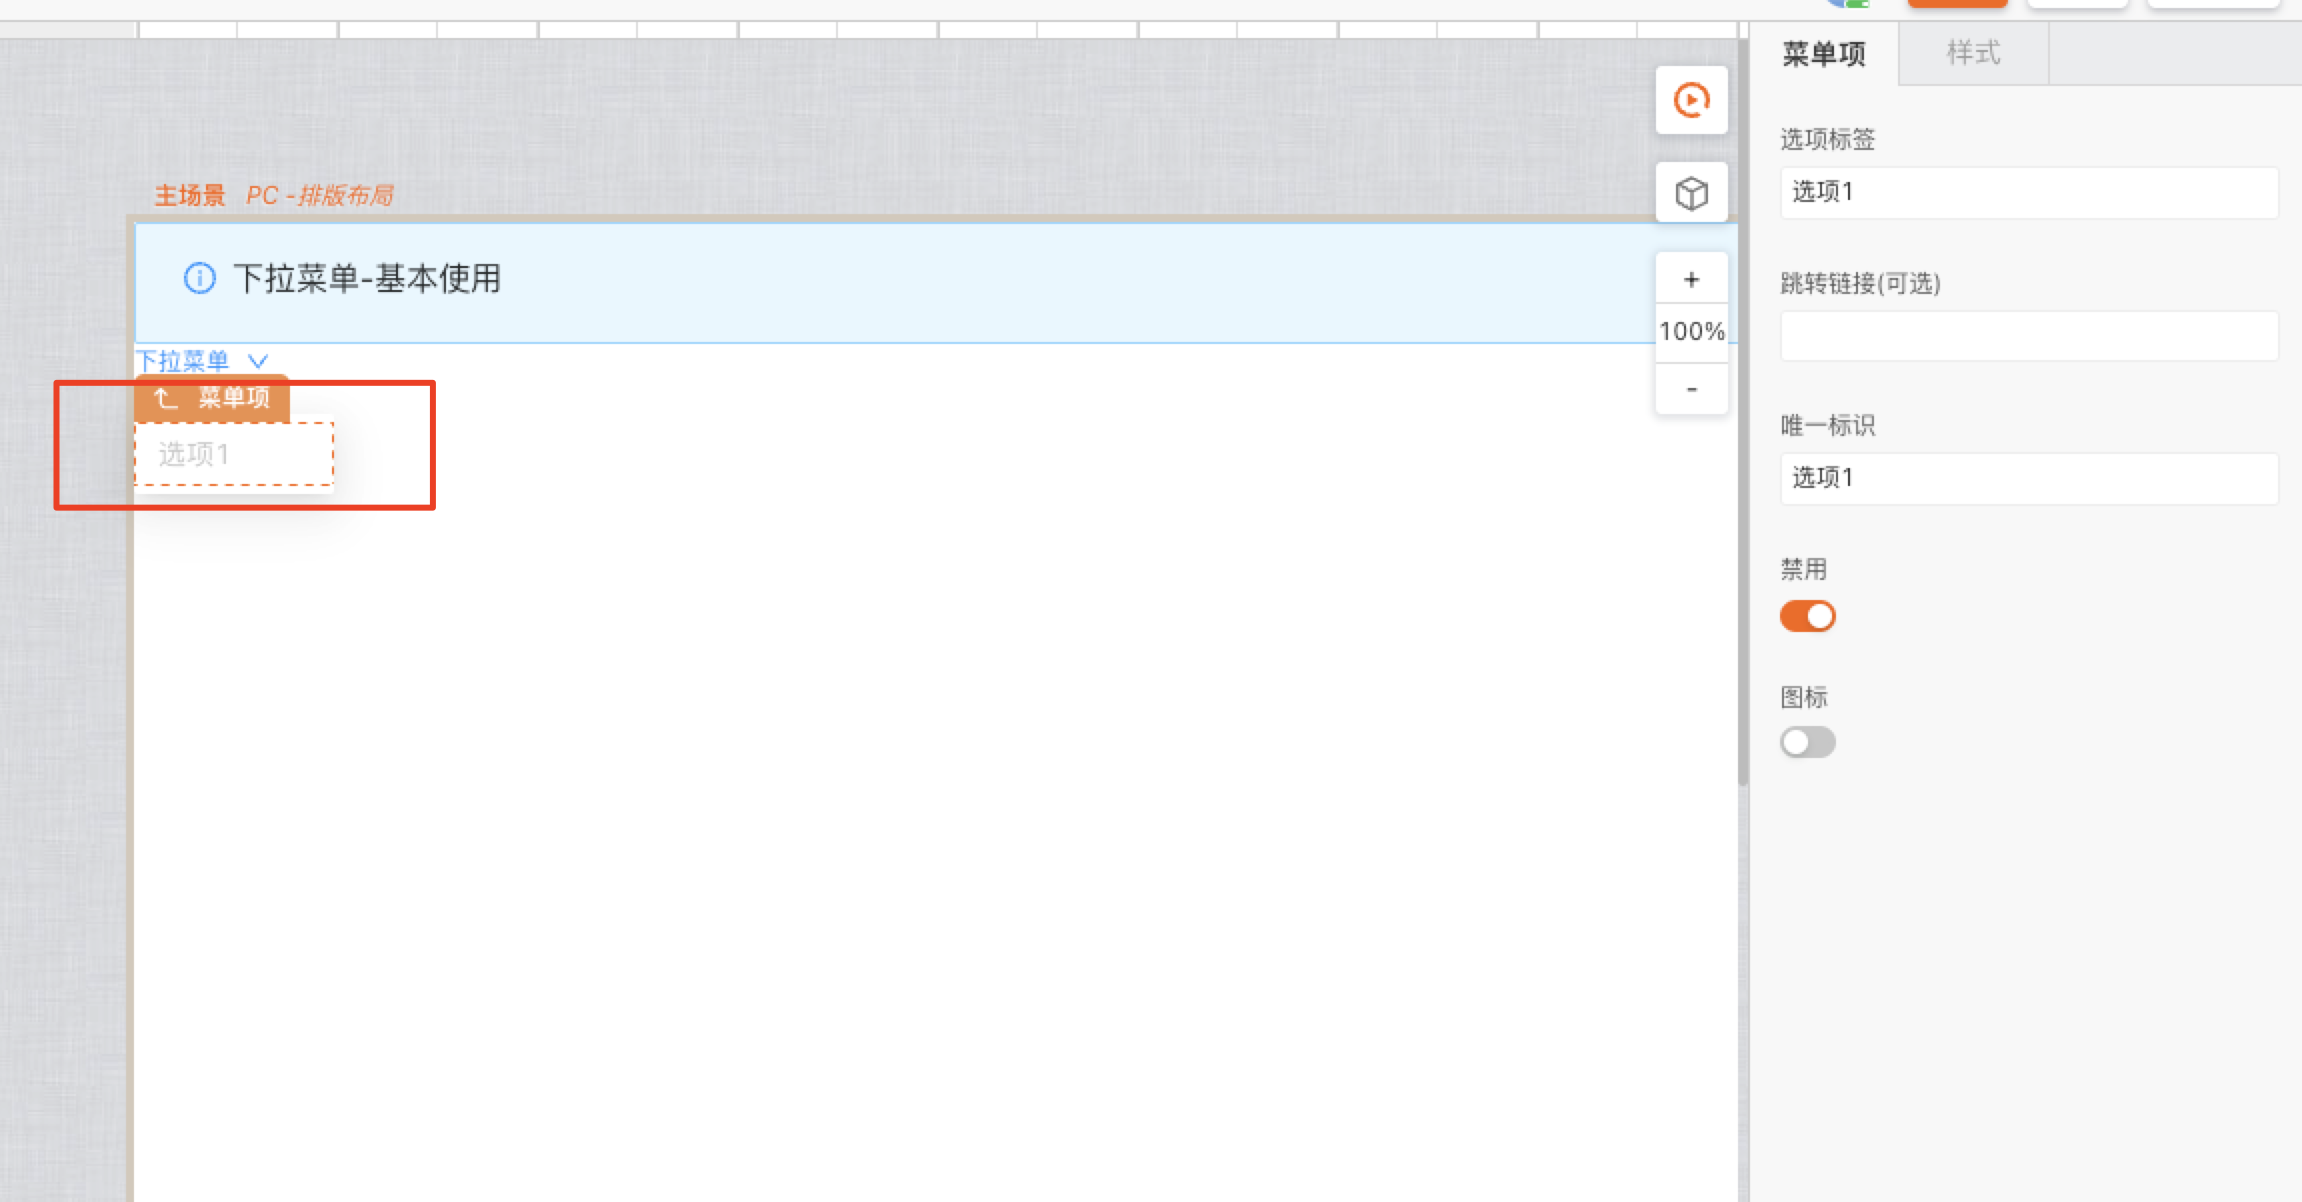 主场景 PC -排版布局
下拉菜单-基本使用
下拉菜单
菜单项
选项1
+
100%
-
菜单项 样式
选项标签
选项1
跳转链接(可选)
唯一标识
选项1
禁用
图标